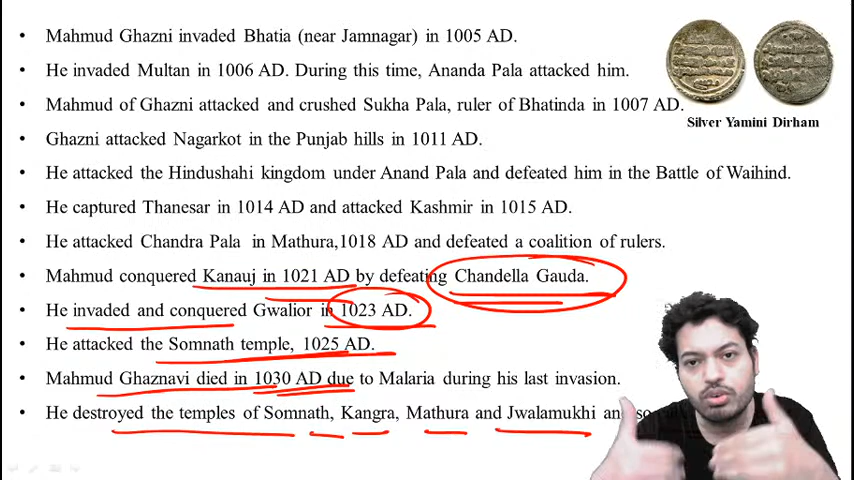 • Mahmud Ghazni invaded Bhatia (near Jamnagar) in 1005 AD.
• He invaded Multan in 1006 AD. During this time, Ananda Pala attacked him.
• Mahmud of Ghazni attacked and crushed Sukha Pala, ruler of Bhatinda in 1007 AD.
Silver Yamini Dirham
• Ghazni attacked Nagarkot in the Punjab hills in 1011 AD.
• He attacked the Hindushahi kingdom under Anand Pala and defeated him in the Battle of Waihind.
• He captured Thanesar in 1014 AD and attacked Kashmir in 1015 AD.
• He attacked Chandra Pala in Mathura,1018 AD and defeated a coalition of rulers.
• Mahmud conquered Kanauj in 1021 AD by defeating Chandella Gauda.
• He invaded and conquered Gwalior in 1023 AD.
• He attacked the Somnath temple, 1025 AD.
• Mahmud Ghaznavi died in 1030 AD due to Malaria during his last invasion.
• He destroyed the temples of Somnath, Kangra, Mathura and Jwalamukhi